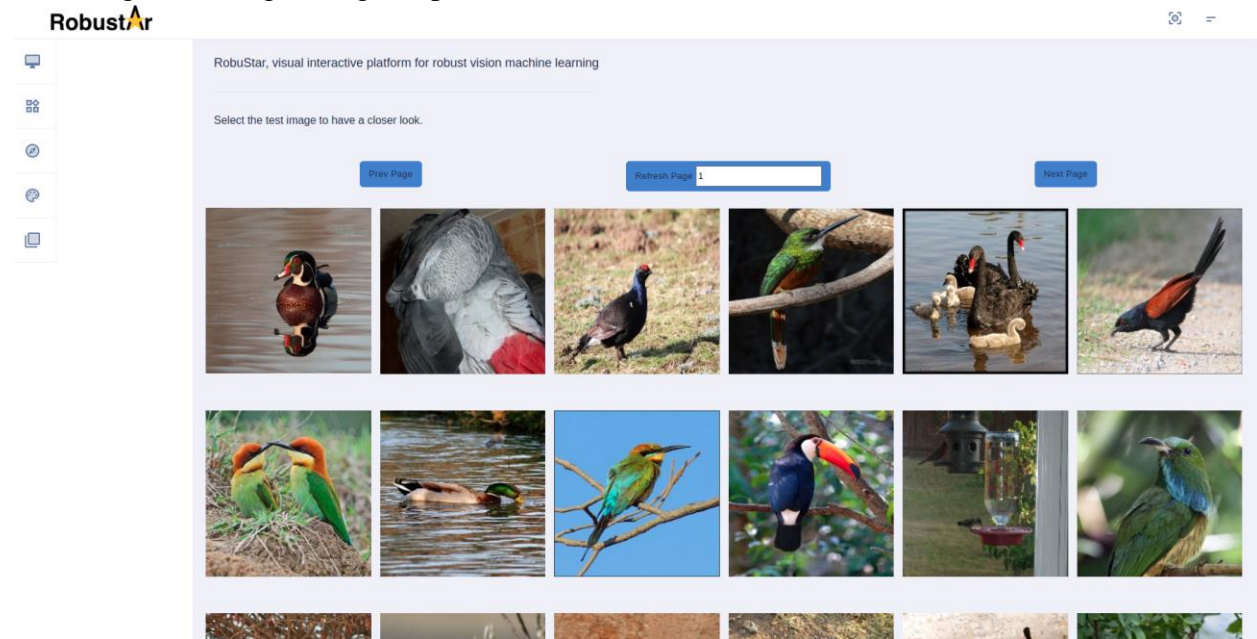 RobustAr
RobuStar, visual interactive platform for robust vision machine learning
Select the test image to have a closer look.
Prev Page
Refresh Page 1
Next Page